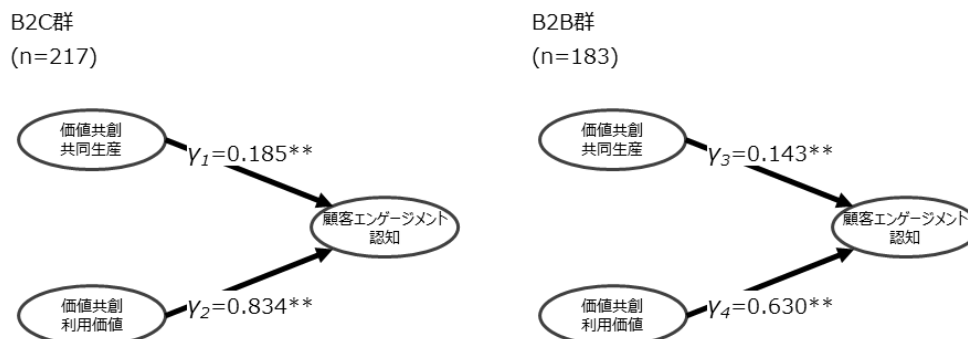 B2C群
(n=217)
価値共創
共同生産
γ1=0.185**
顧客エンゲージメント
認知
価値共創
利用価値
γ2=0.834**
B2B群
(n=183)
価値共創
共同生産
γ3=0.143**
顧客エンゲージメント
認知
価値共創
利用価値
γ4=0.630**